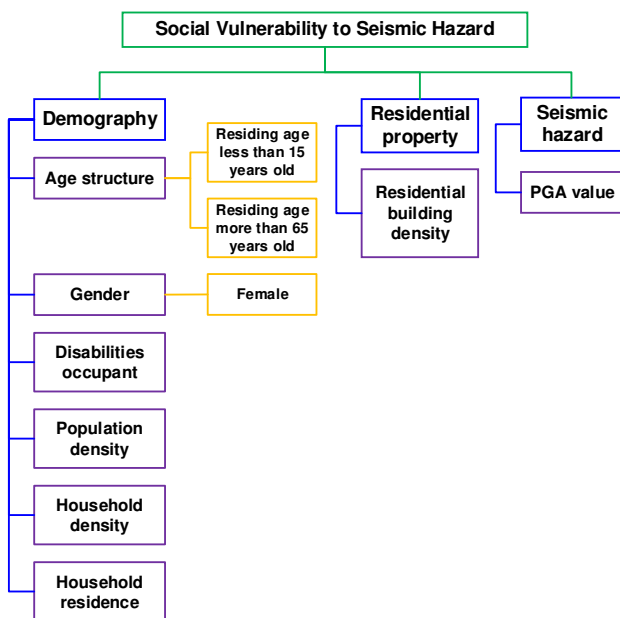 Social Vulnerability to Seismic Hazard
Demography
Age structure
Residing age
less than 15
years old
Residing age
more than 65
years old
Gender
Female
Disabilities
occupant
Population
density
Household
density
Household
residence
Residential
property
Residential
building
density
Seismic
hazard
PGA value